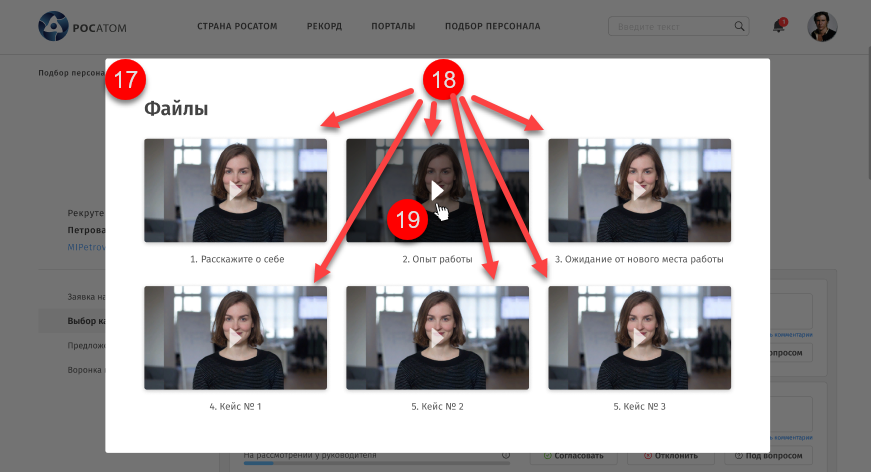 РОСАТОМ
СТРАНА РОСАТОМ РЕКОРД ПОРТАЛЫ ПОДБОР ПЕРСОНАЛА
Введите текст
Подбор персона
17
18
Файлы
19
1. Расскажите о себе
2. Опыт работы
3. Ожидание от нового места работы
Рекруте
Петрова
MIPetrov
Заявка на
Выбор ка
Предлож
Воронка
ь комментарии
опросом
4. Кейс № 1
5. Кейс № 2
5. Кейс № 3
ь комментарии
На рассмотрении у руководителя
Согласовать
Отклонить
Под вопросом